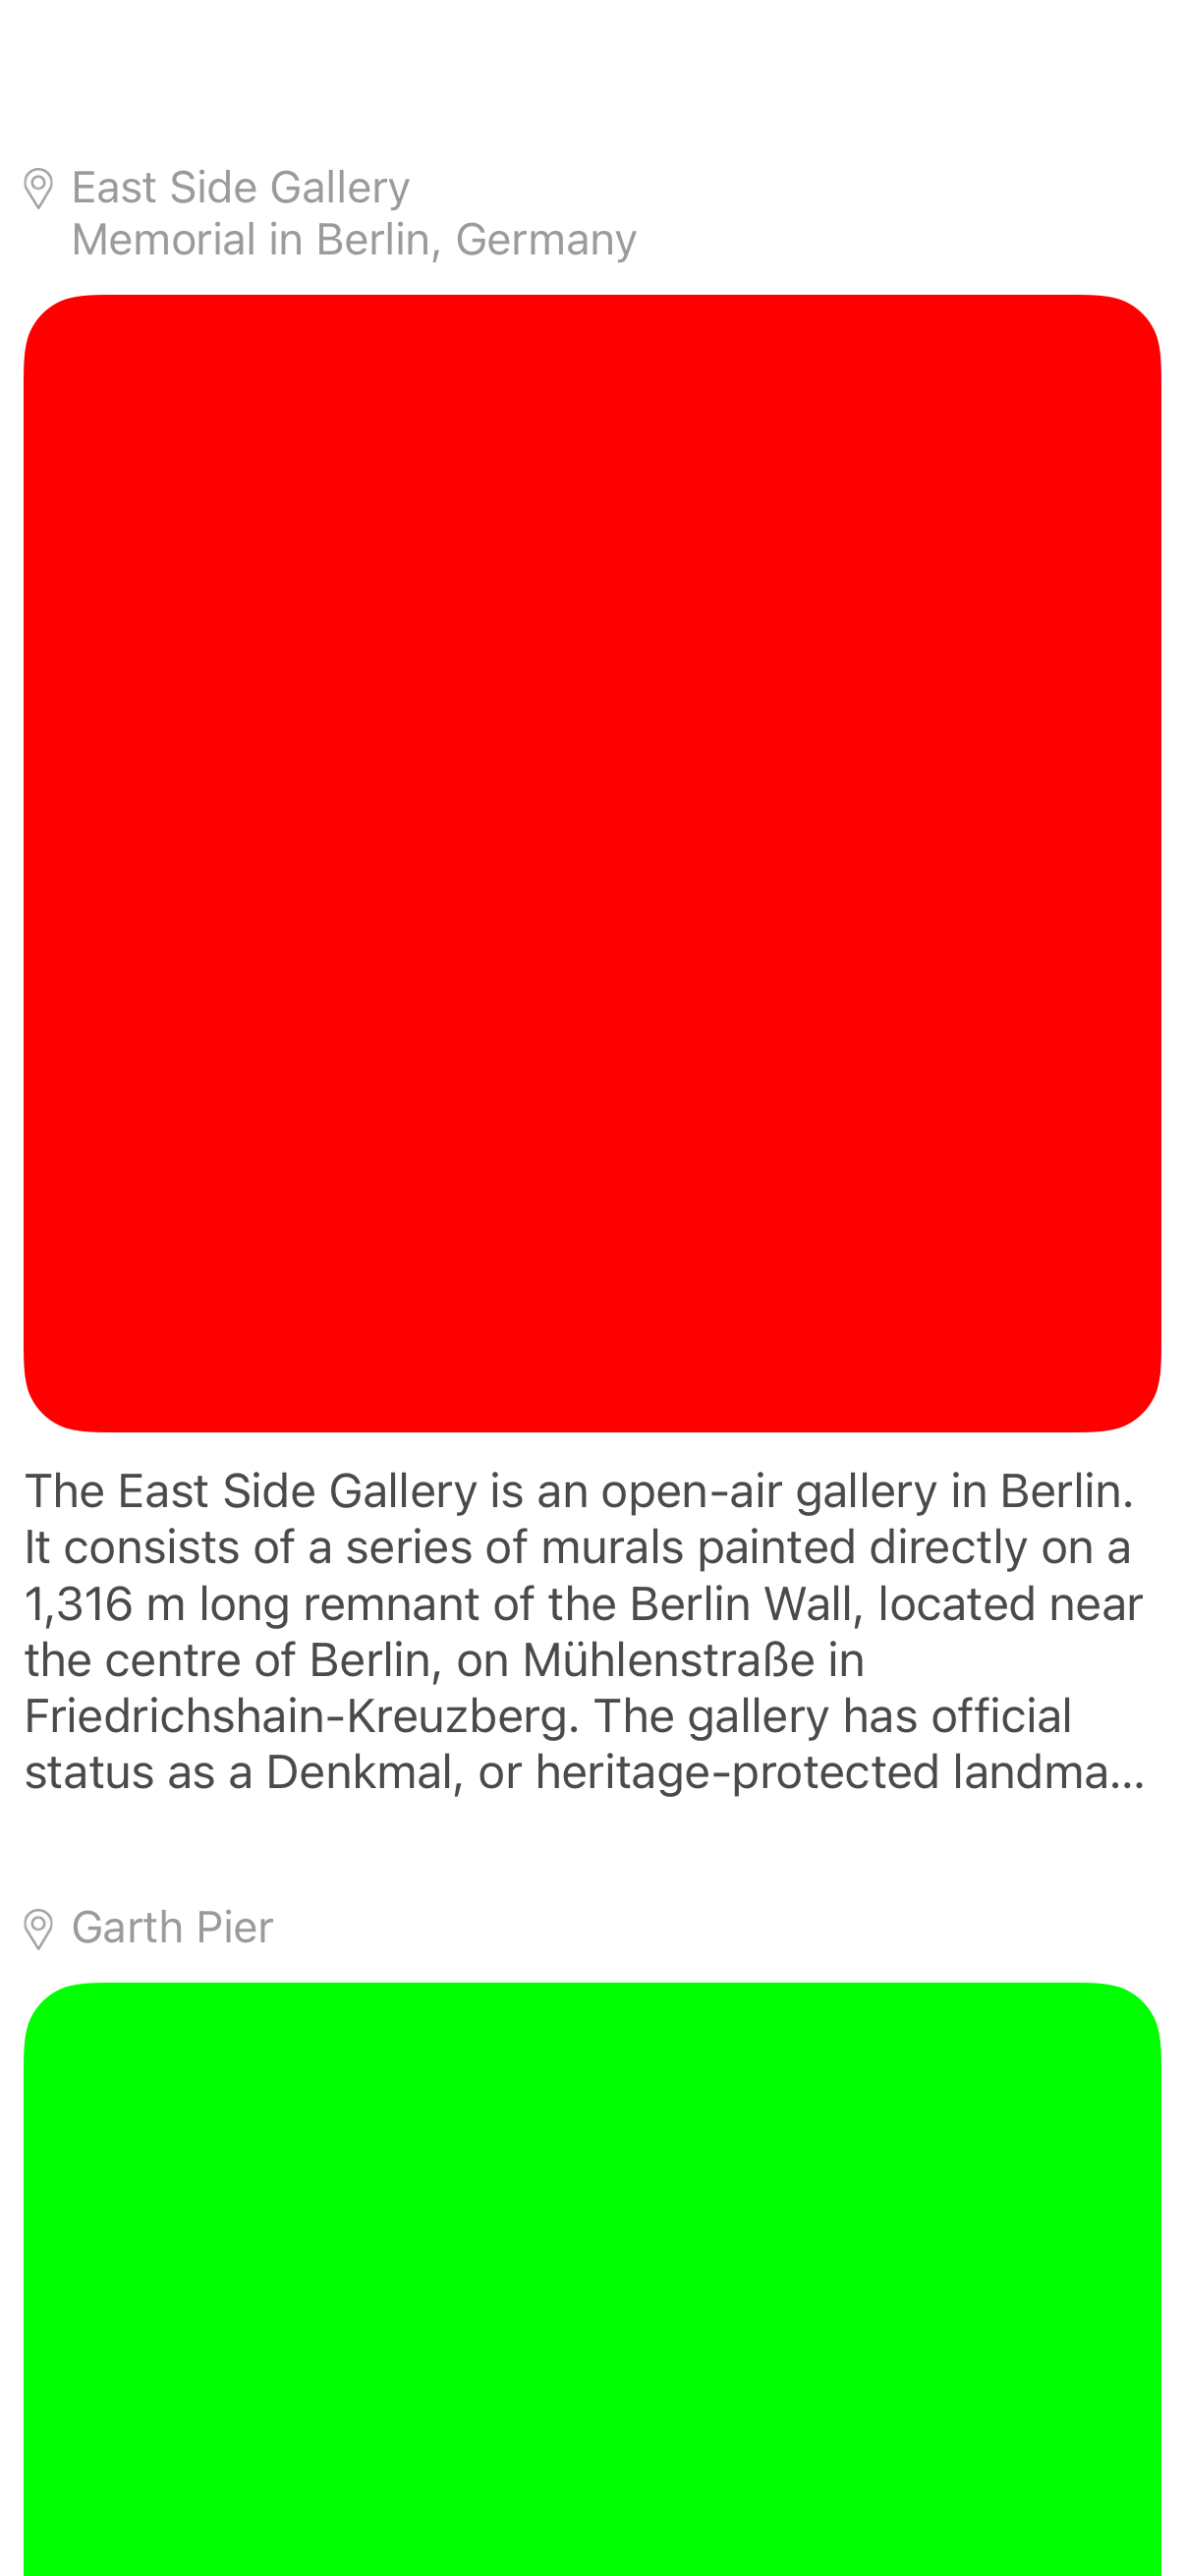 East Side Gallery
Memorial in Berlin, Germany
The East Side Gallery is an open-air gallery in Berlin.
It consists of a series of murals painted directly on a
1,316 m long remnant of the Berlin Wall, located near
the centre of Berlin, on Mühlenstraße in
Friedrichshain-Kreuzberg. The gallery has official
status as a Denkmal, or heritage-protected landma...
Garth Pier